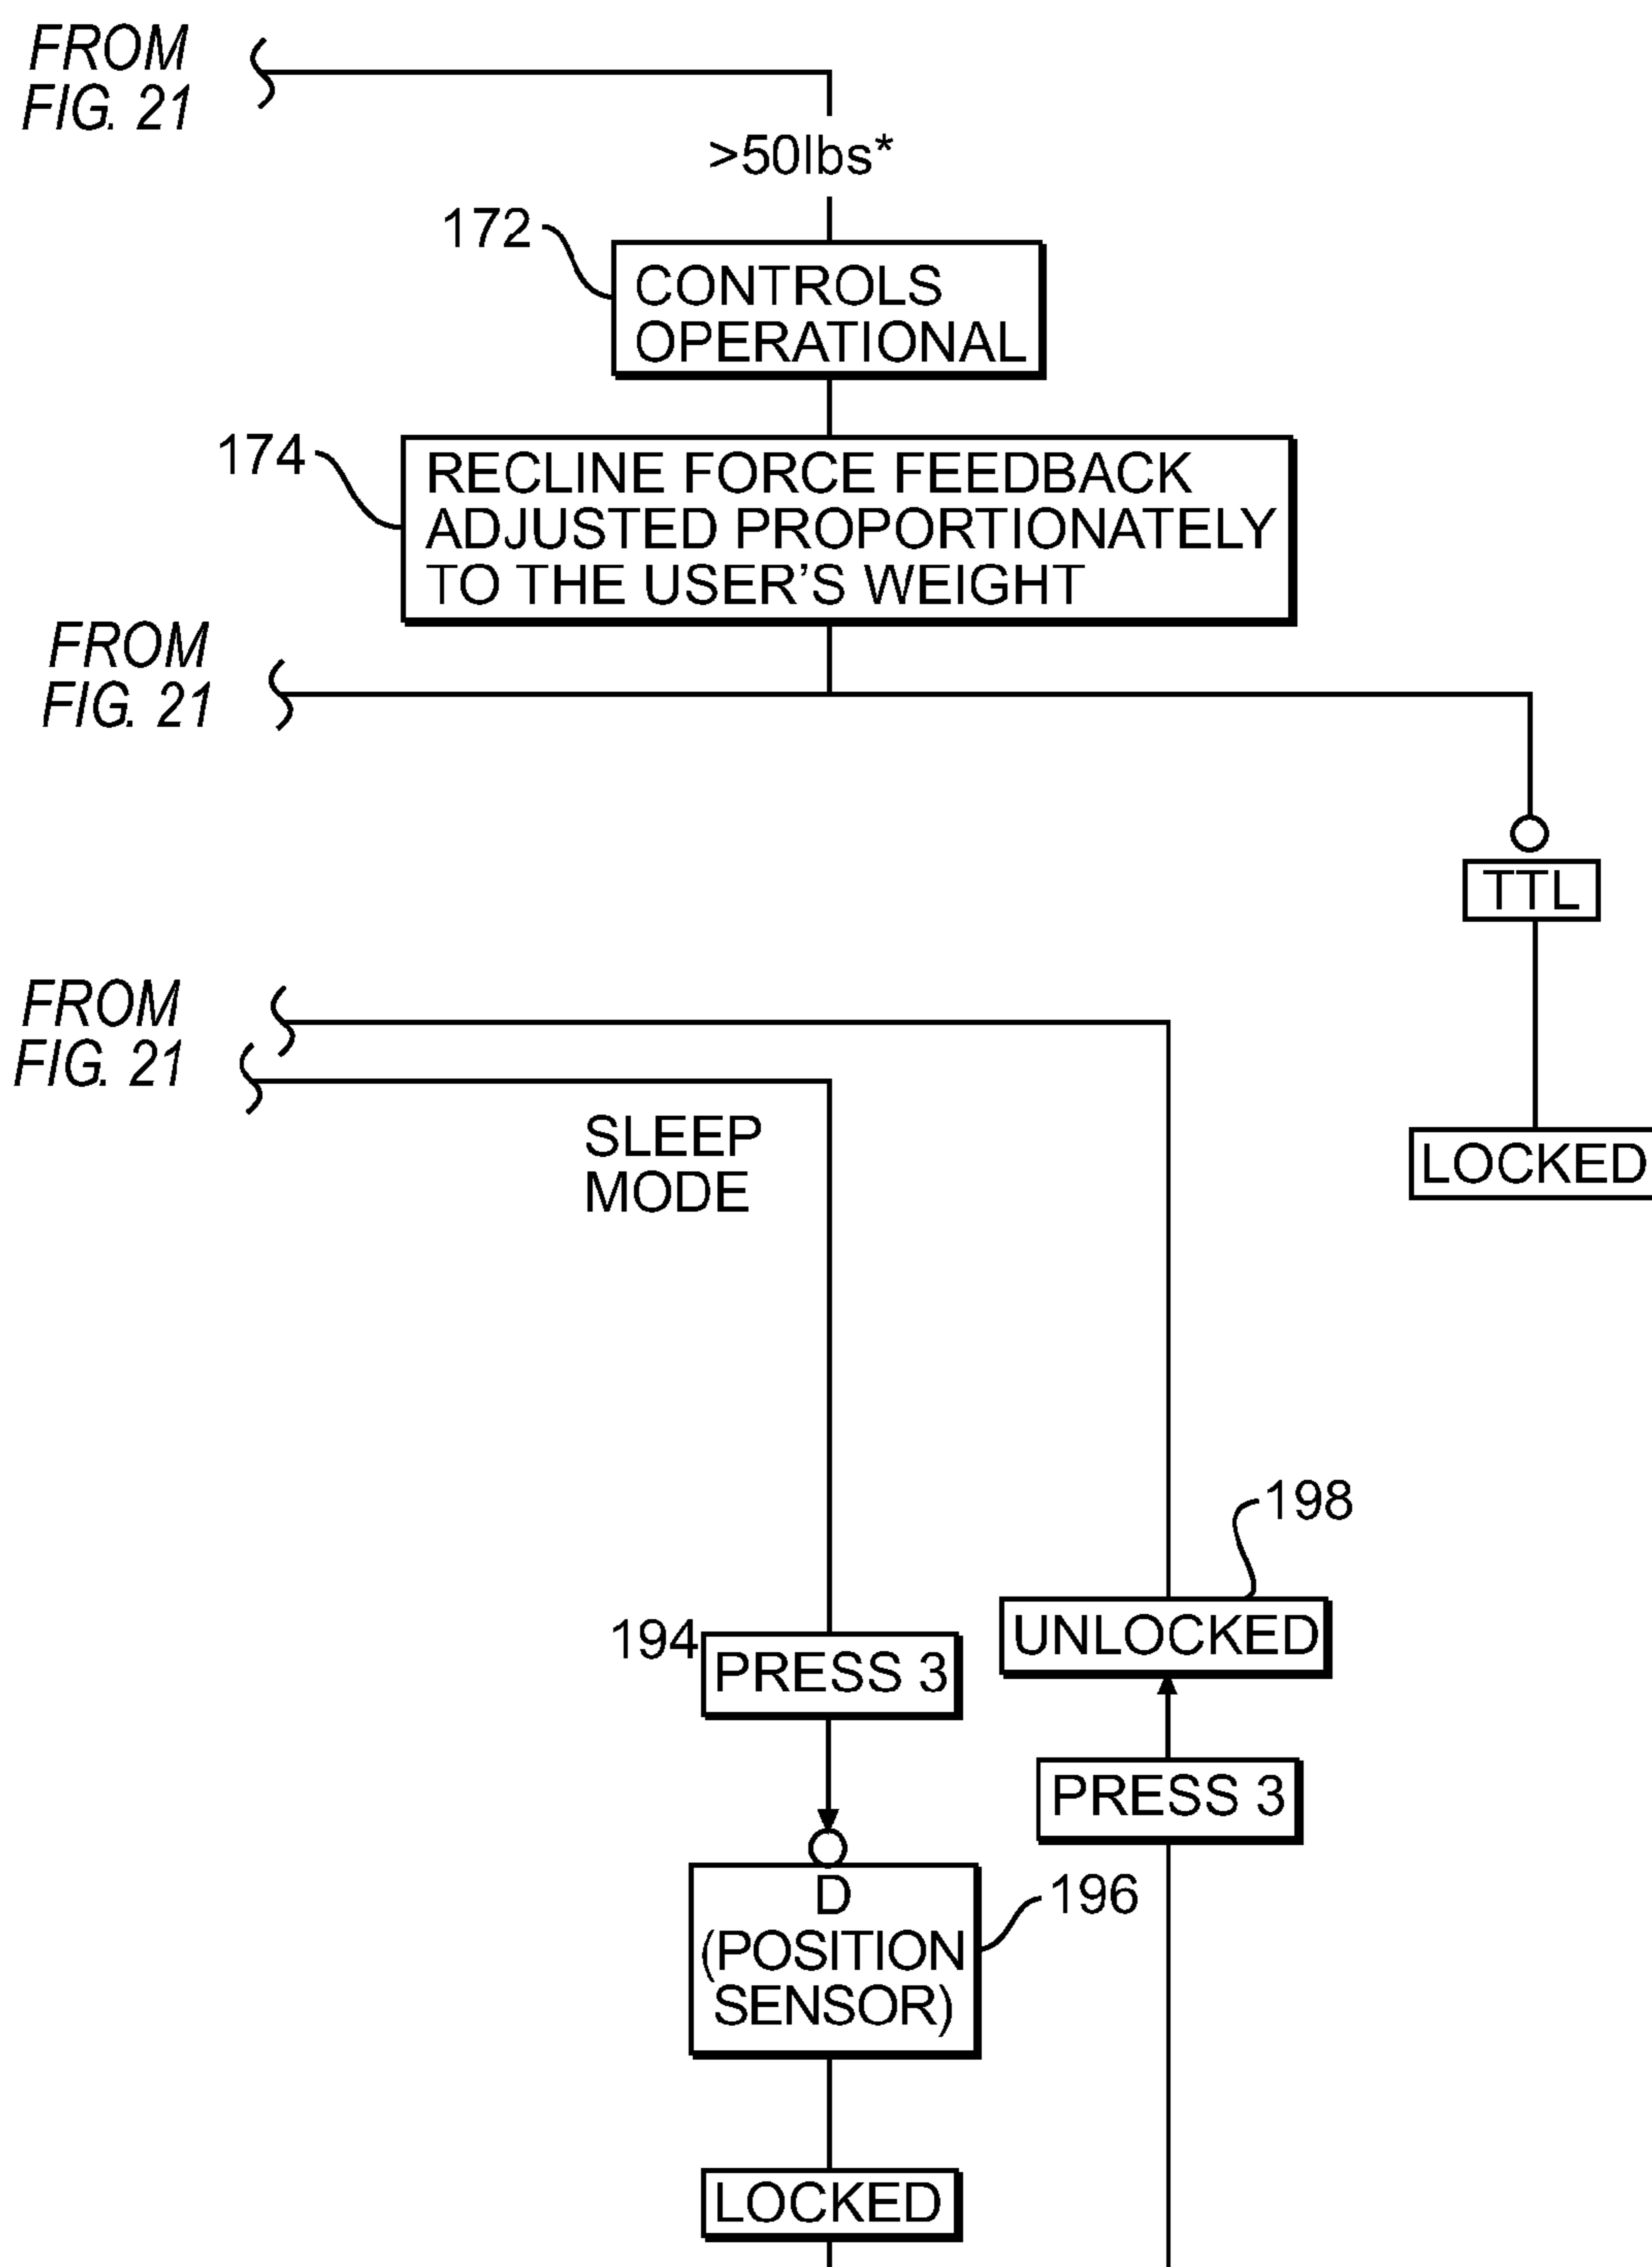 FROM
FIG. 21
>50lbs*
172
CONTROLS
OPERATIONAL
174
RECLINE FORCE FEEDBACK
ADJUSTED PROPORTIONATELY
TO THE USER'S WEIGHT
FROM
FIG. 21
TTL
FROM
FIG. 21
SLEEP
MODE
LOCKED
198
194
UNLOCKED
PRESS 3
PRESS 3
D
(POSITION
SENSOR)
196
LOCKED